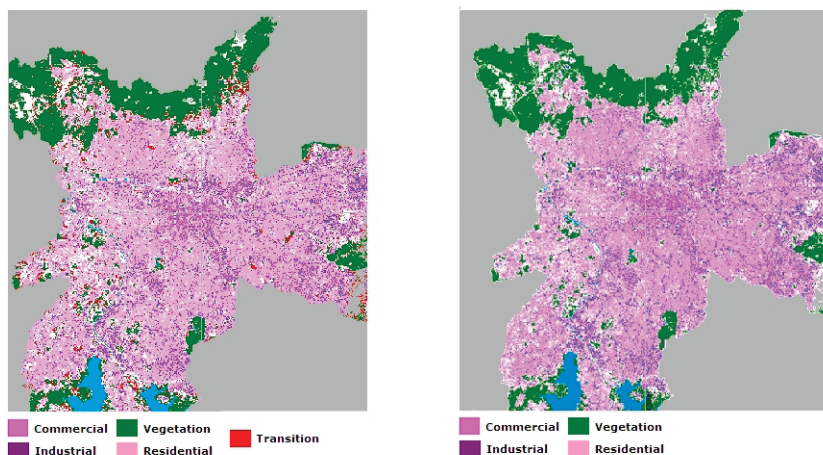 Commercial Vegetation Transition
Industrial Residential
Commercial Vegetation
Industrial Residential